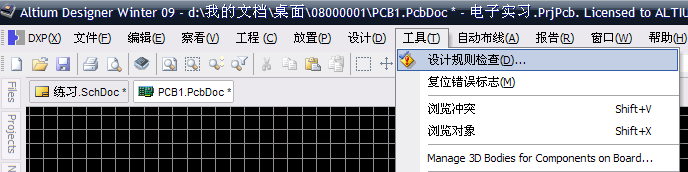 Altium Designer Winter 09 - d:\我的文档\桌面\08000001\PCB1.PcbDoc * - 电子实习.PrjPcb. Licensed to ALTIU
DXP(X) 文件(F) 编辑(E) 察看(V) 工程(C) 放置(P) 设计(D) 工具(T) 自动布线(A) 报告(R) 窗口(W) 帮助(H)
设计规则检查(D)...
Files
练习.SchDoc * PCB1.PcbDoc *
复位错误标志(M)
Projects
浏览冲突 Shift+V
浏览对象 Shift+X
Manage 3D Bodies for Components on Board...